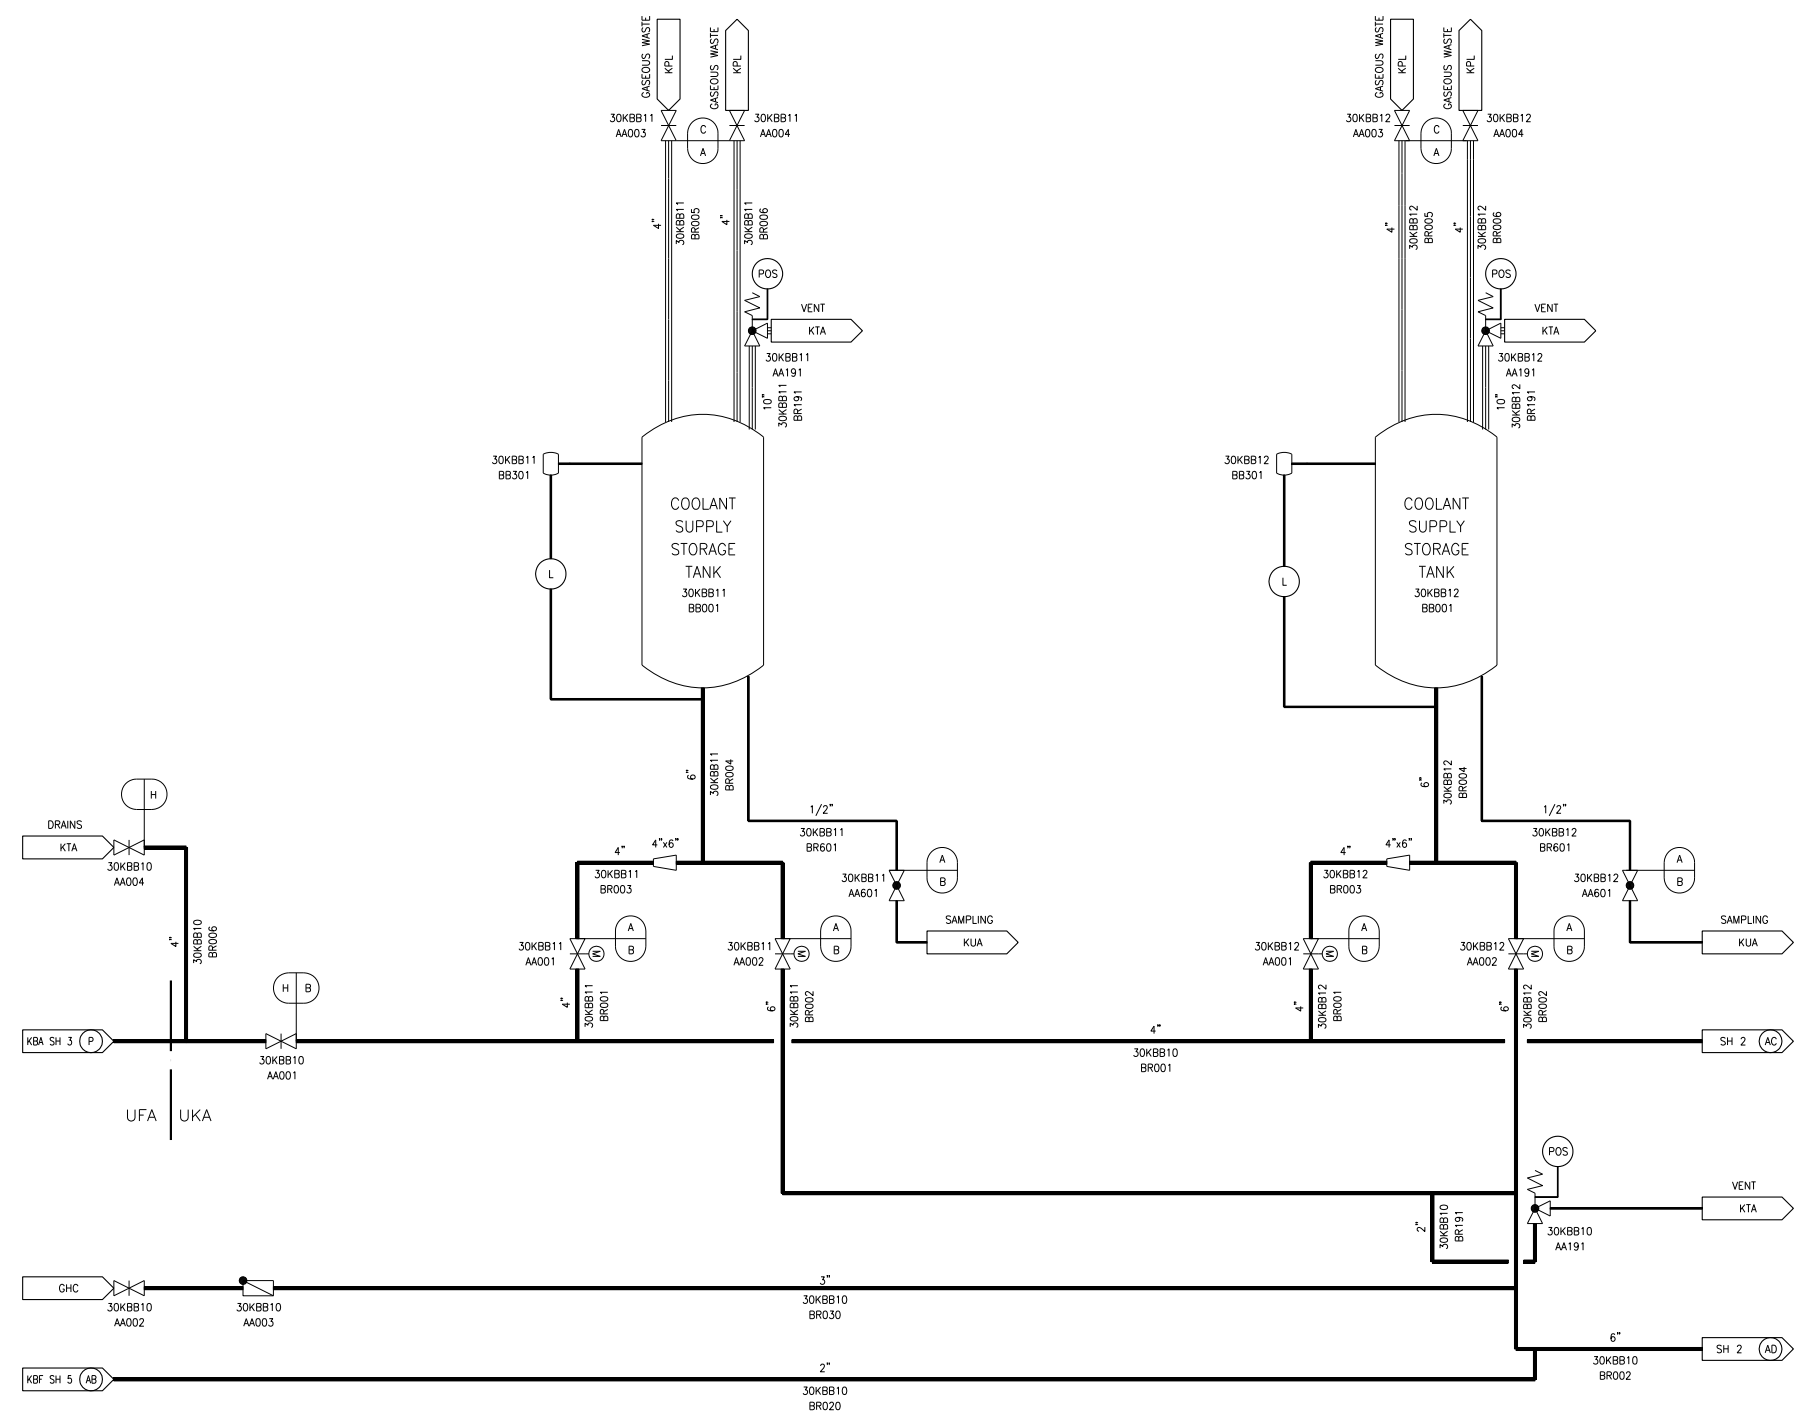 GASEOUS WASTE
KPL
GASEOUS WASTE
KPL
GASEOUS WASTE
KPL
GASEOUS WASTE
KPL
30KBB11
AA003
C
A
30KBB11
AA004
30KBB12
AA003
C
A
30KBB12
AA004
4"
30KBB11
BR005
4"
30KBB11
BR006
4"
30KBB12
BR005
4"
30KBB12
BR006
POS
VENT
KTA
30KBB11
AA191
10"
30KBB11
BR191
POS
VENT
KTA
30KBB12
AA191
10"
30KBB12
BR191
30KBB11
BB301
L
COOLANT
SUPPLY
STORAGE
TANK
30KBB11
BB001
30KBB12
BB301
L
COOLANT
SUPPLY
STORAGE
TANK
30KBB12
BB001
6"
30KBB11
BR004
6"
30KBB12
BR004
H
DRAINS
KTA
30KBB10
AA004
4"
30KBB10
BR006
4"
30KBB11
BR003
4"x6"
1/2"
30KBB11
BR601
30KBB11
AA601
A
B
SAMPLING
KUA
4"
30KBB12
BR003
4"x6"
1/2"
30KBB12
BR601
30KBB12
AA601
A
B
SAMPLING
KUA
30KBB11
AA001
M
A
B
30KBB11
AA002
M
A
B
30KBB12
AA001
M
A
B
30KBB12
AA002
M
A
B
4"
30KBB11
BR001
6"
30KBB11
BR002
4"
30KBB12
BR001
6"
30KBB12
BR002
H B
KBA SH 3 P
30KBB10
AA001
4"
30KBB10
BR001
SH 2 AC
UFA UKA
POS
VENT
KTA
2"
30KBB10
BR191
30KBB10
AA191
GHC
30KBB10
AA002
30KBB10
AA003
3"
30KBB10
BR030
6"
30KBB10
BR002
SH 2 AD
KBF SH 5 AB
2"
30KBB10
BR020